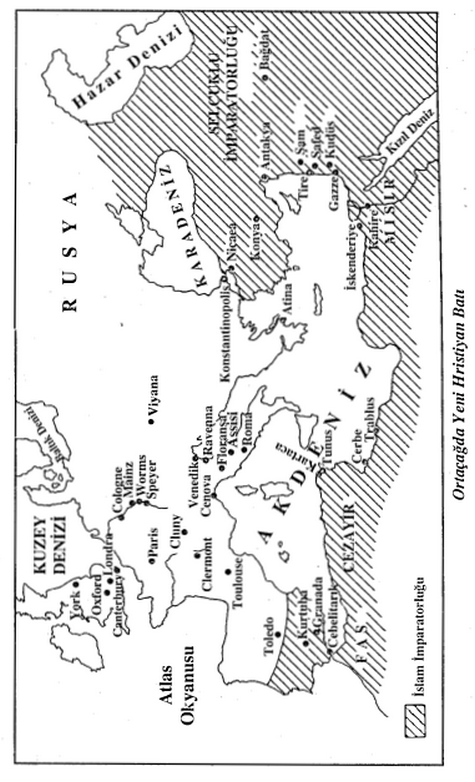 RUSYA
Hazar Denizi
SELÇUKLU
İMPARATORLUĞU
Bağdat
KARADENİZ
Antakya
Şam
Safed
Kudüs
Tire
Gazze
Kızıl Deniz
Konya
Niçaea
Konstantinopolis
Atina
İskenderiye
Kahire
MISIR
Baltık Denizi
KUZEY
DENİZİ
York
Oxford
Londra
Canterbury
Cologne
Mainz
Worms
Speyer
Viyana
Paris
Cluny
Clermont
Toulouse
Venedik
Cenova
Ravenna
Floransa
Assisi
Roma
AKDENİZ
Kartaca
Tunus
Cerbe
Trablus
Atlas
Okyanusu
Toledo
Kurtuba
Granada
Cebelitarık
FAS
CEZAYİR
İslam İmparatorluğu
Ortaçağda Yeni Hristiyan Batı